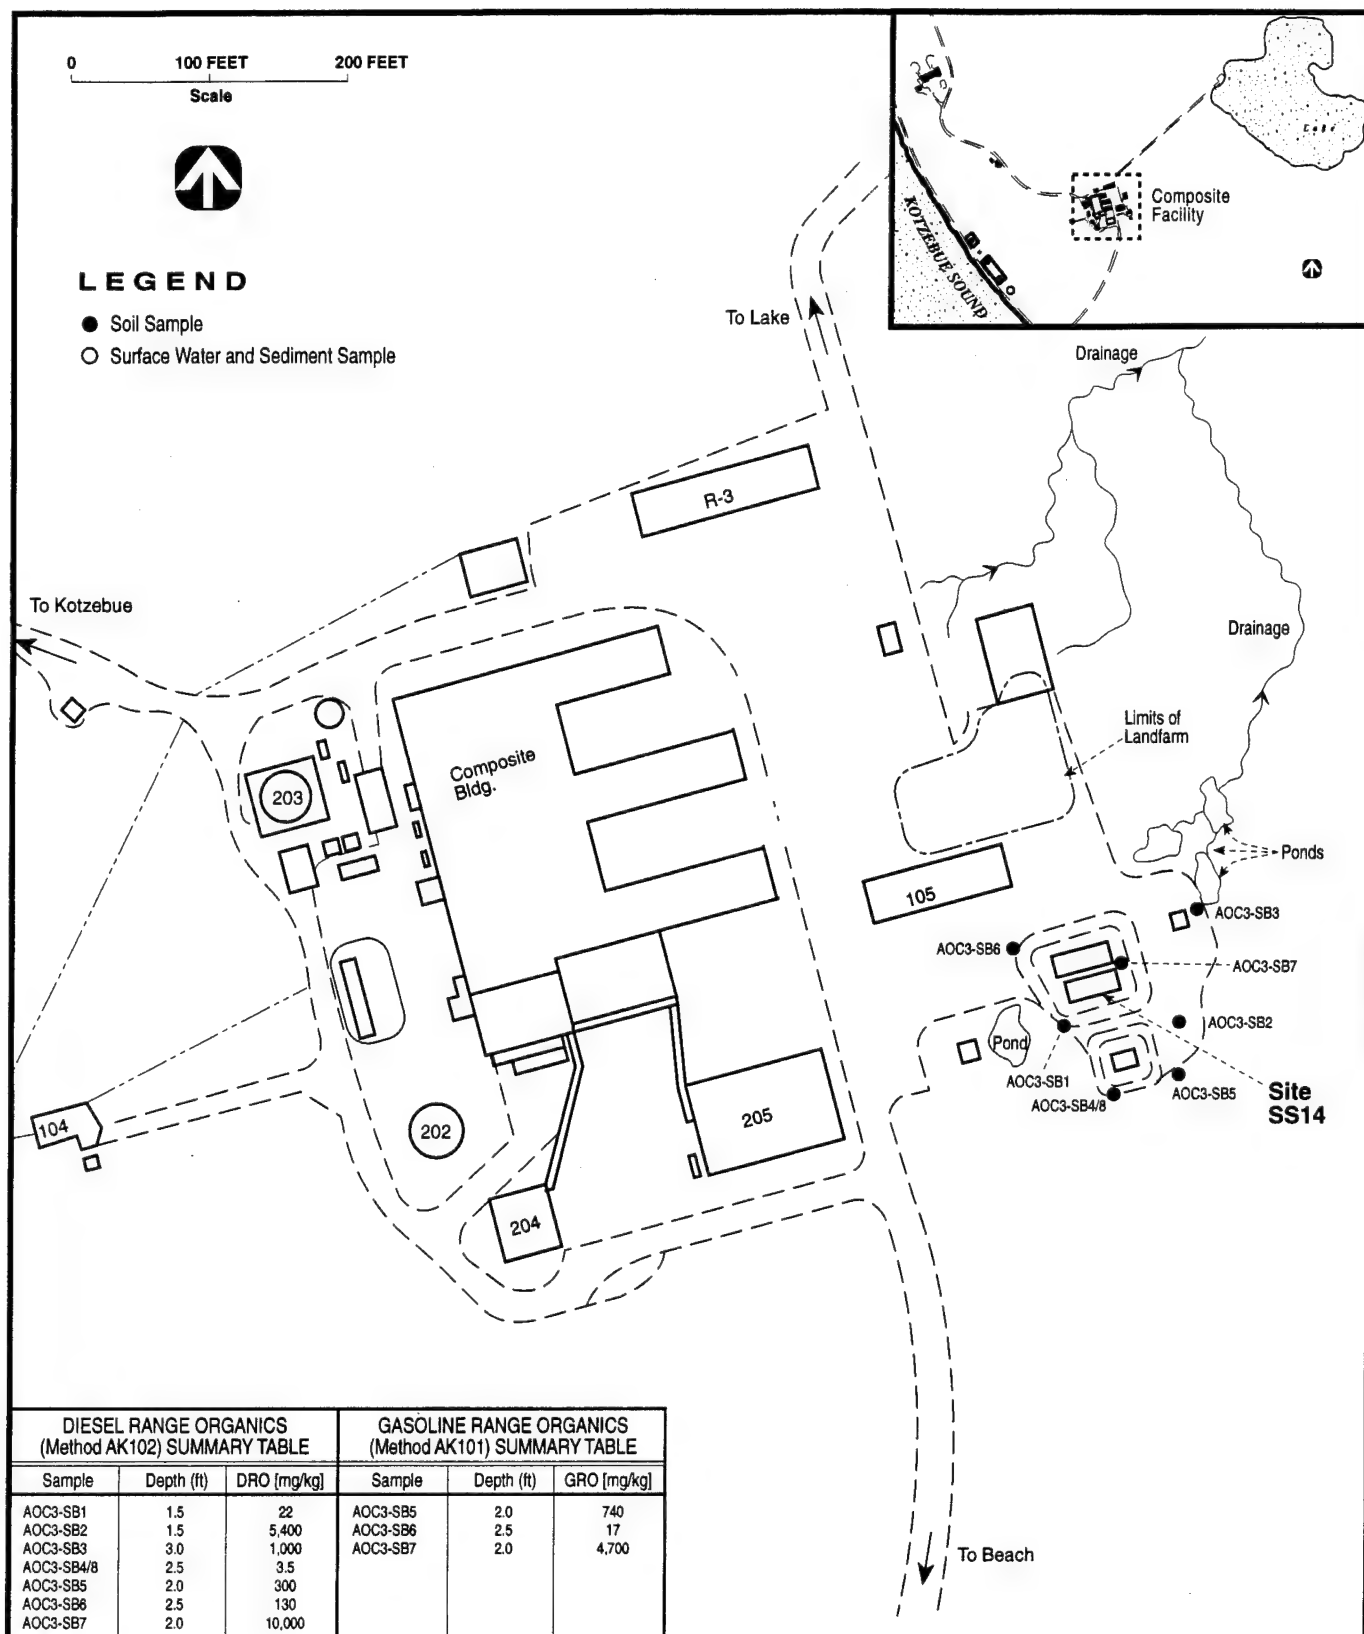 0 100 FEET 200 FEET
Scale
LEGEND
Soil Sample
Surface Water and Sediment Sample
Composite
Facility
KOTZEBUE SOUND
Lake
To Lake
Drainage
R-3
To Kotzebue
Drainage
Limits of
Landfarm
Composite
Bldg.
203
Ponds
105
AOC3-SB3
AOC3-SB6
AOC3-SB7
AOC3-SB2
Pond
AOC3-SB1
AOC3-SB4/8
AOC3-SB5
Site
SS14
104
202
205
204
To Beach
DIESEL RANGE ORGANICS GASOLINE RANGE ORGANICS
(Method AK102) SUMMARY TABLE (Method AK101) SUMMARY TABLE
Sample Depth (ft) DRO [mg/kg] Sample Depth (ft) GRO [mg/kg]
AOC3-SB1 1.5 22 AOC3-SB5 2.0 740
AOC3-SB2 1.5 5,400 AOC3-SB6 2.5 17
AOC3-SB3 3.0 1,000 AOC3-SB7 2.0 4,700
AOC3-SB4/8 2.5 3.5
AOC3-SB5 2.0 300
AOC3-SB6 2.5 130
AOC3-SB7 2.0 10,000